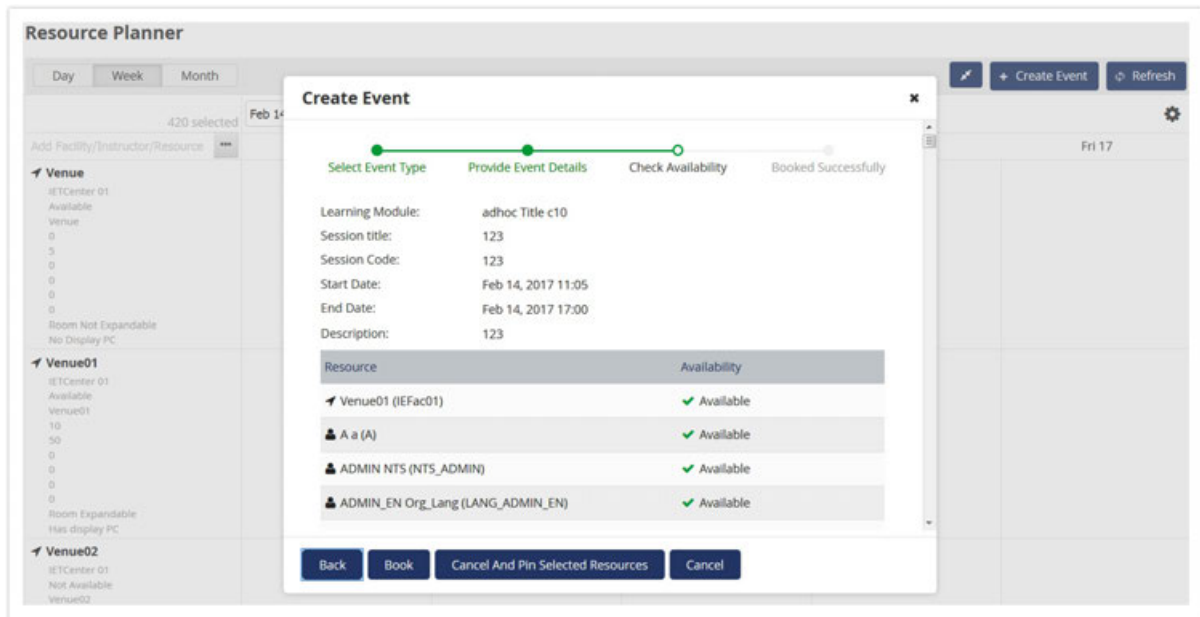 Resource Planner
Day Week Month
+ Create Event Refresh
420 selected Feb 14
Add Facility/Instructor/Resource ••• Fri 17
Venue
IETCenter 01
Available
Venue
0
5
0
0
0
0
Room Not Expandable
No Display PC
Venue01
IETCenter 01
Available
Venue01
10
50
0
0
0
0
Room Expandable
Has display PC
Venue02
IETCenter 01
Not Available
Venue02
Create Event
Select Event Type Provide Event Details Check Availability Booked Successfully
Learning Module: adhoc Title c10
Session title: 123
Session Code: 123
Start Date: Feb 14, 2017 11:05
End Date: Feb 14, 2017 17:00
Description: 123
Resource Availability
Venue01 (IEFac01) Available
A a (A) Available
ADMIN NTS (NTS_ADMIN) Available
ADMIN_EN Org_Lang (LANG_ADMIN_EN) Available
Back Book Cancel And Pin Selected Resources Cancel